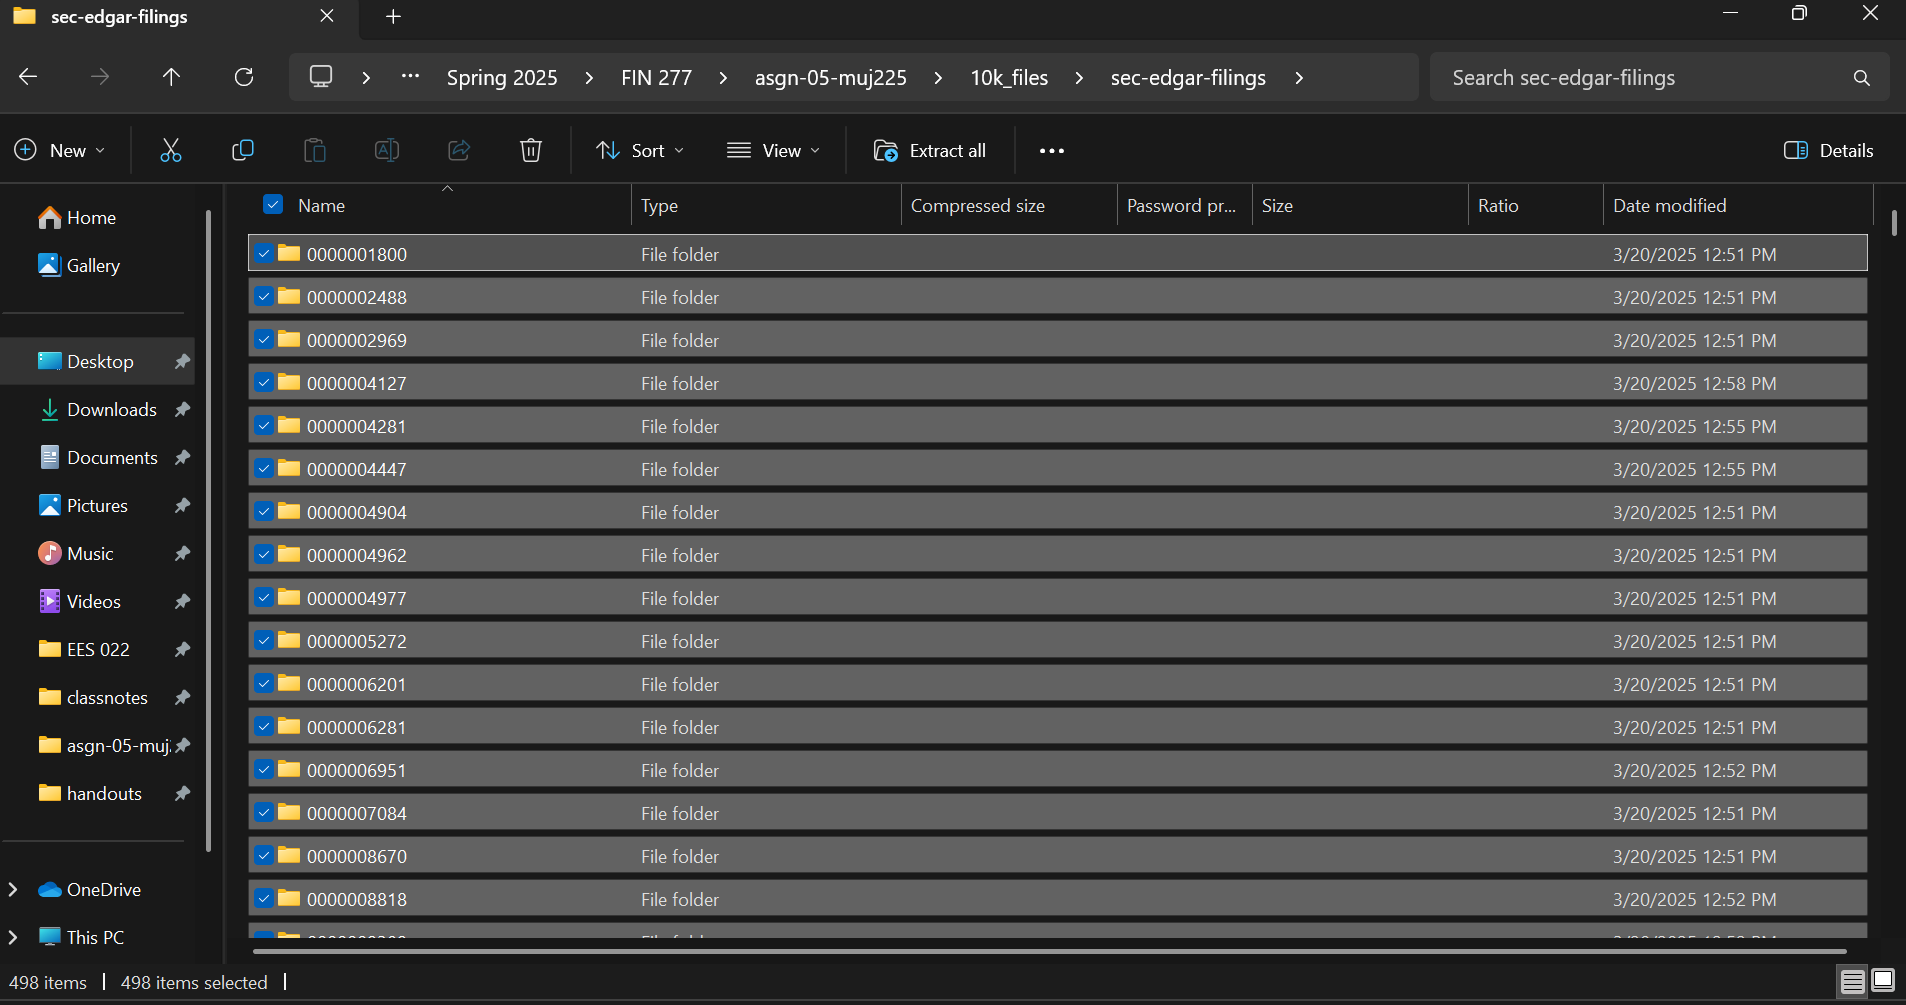 sec-edgar-filings
Spring 2025 FIN 277 asgn-05-muj225 10k_files sec-edgar-filings
Search sec-edgar-filings
New Sort View Extract all Details
Home
Gallery
Desktop
Downloads
Documents
Pictures
Music
Videos
EES 022
classnotes
asgn-05-muj
handouts
OneDrive
This PC
Name Type Compressed size Password pr... Size Ratio Date modified
0000001800 File folder 3/20/2025 12:51 PM
0000002488 File folder 3/20/2025 12:51 PM
0000002969 File folder 3/20/2025 12:51 PM
0000004127 File folder 3/20/2025 12:58 PM
0000004281 File folder 3/20/2025 12:55 PM
0000004447 File folder 3/20/2025 12:55 PM
0000004904 File folder 3/20/2025 12:51 PM
0000004962 File folder 3/20/2025 12:51 PM
0000004977 File folder 3/20/2025 12:51 PM
0000005272 File folder 3/20/2025 12:51 PM
0000006201 File folder 3/20/2025 12:51 PM
0000006281 File folder 3/20/2025 12:51 PM
0000006951 File folder 3/20/2025 12:52 PM
0000007084 File folder 3/20/2025 12:51 PM
0000008670 File folder 3/20/2025 12:51 PM
0000008818 File folder 3/20/2025 12:52 PM
498 items 498 items selected